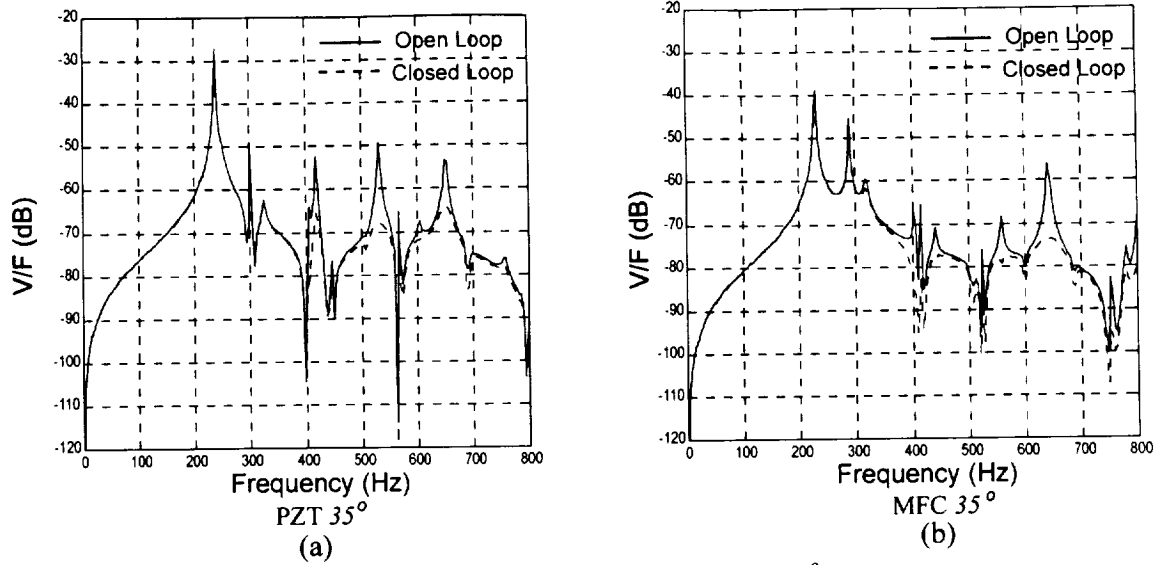 -20
-30
-40
-50
-60
-70
-80
-90
-100
-110
-120
V/F (dB)
Open Loop
Closed Loop
0 100 200 300 400 500 600 700 800
Frequency (Hz)
PZT 35°
(a)
-20
-30
-40
-50
-60
-70
-80
-90
-100
-110
-120
V/F (dB)
Open Loop
Closed Loop
0 100 200 300 400 500 600 700 800
Frequency (Hz)
MFC 35°
(b)